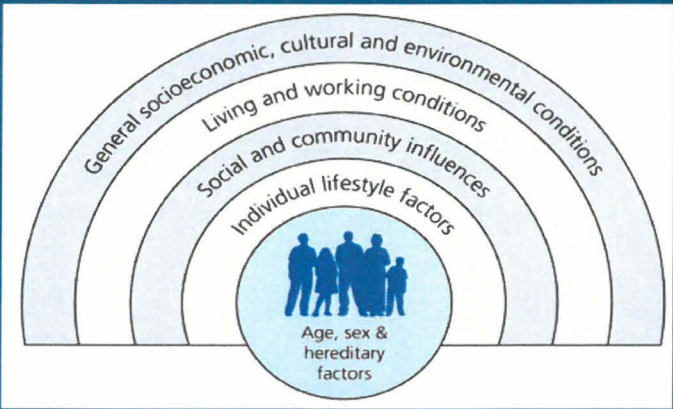 General socioeconomic, cultural and environmental conditions
Living and working conditions
Social and community influences
Individual lifestyle factors
Age, sex &
hereditary
factors